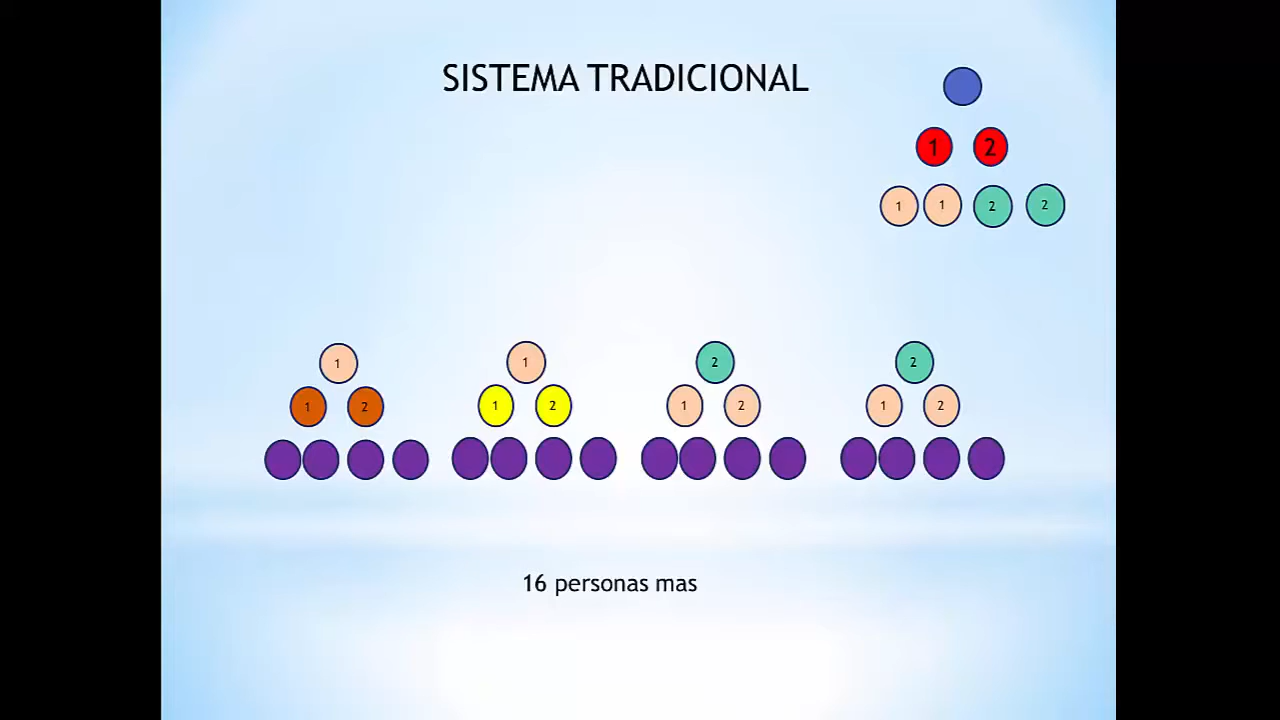 SISTEMA TRADICIONAL
1 2
1 1 2 2
1 1 2 2
1 2 1 2 1 2 1 2
16 personas mas